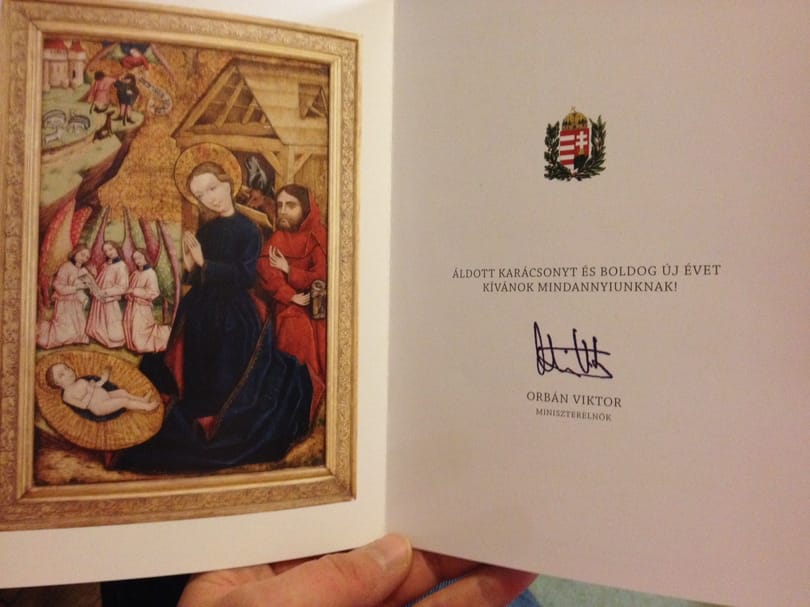 ÁLDOTT KARÁCSONYT ÉS BOLDOG ÚJ ÉVET
KÍVÁNOK MINDANNYIUNKNAK!
ORBÁN VIKTOR
MINISZTERELNÖK